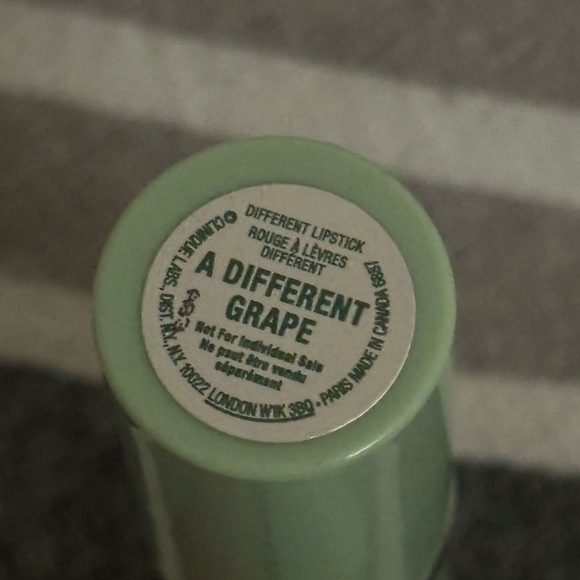 DIFFERENT LIPSTICK
ROUGE À LÈVRES
DIFFÉRENT
A DIFFERENT
GRAPE
Not For Individual Sale
Ne peut être vendu
séparément
© CLINIQUE LABS., DIST. N.Y., N.Y. 10022 LONDON W1K 3BQ • PARIS MADE IN CANADA 6857